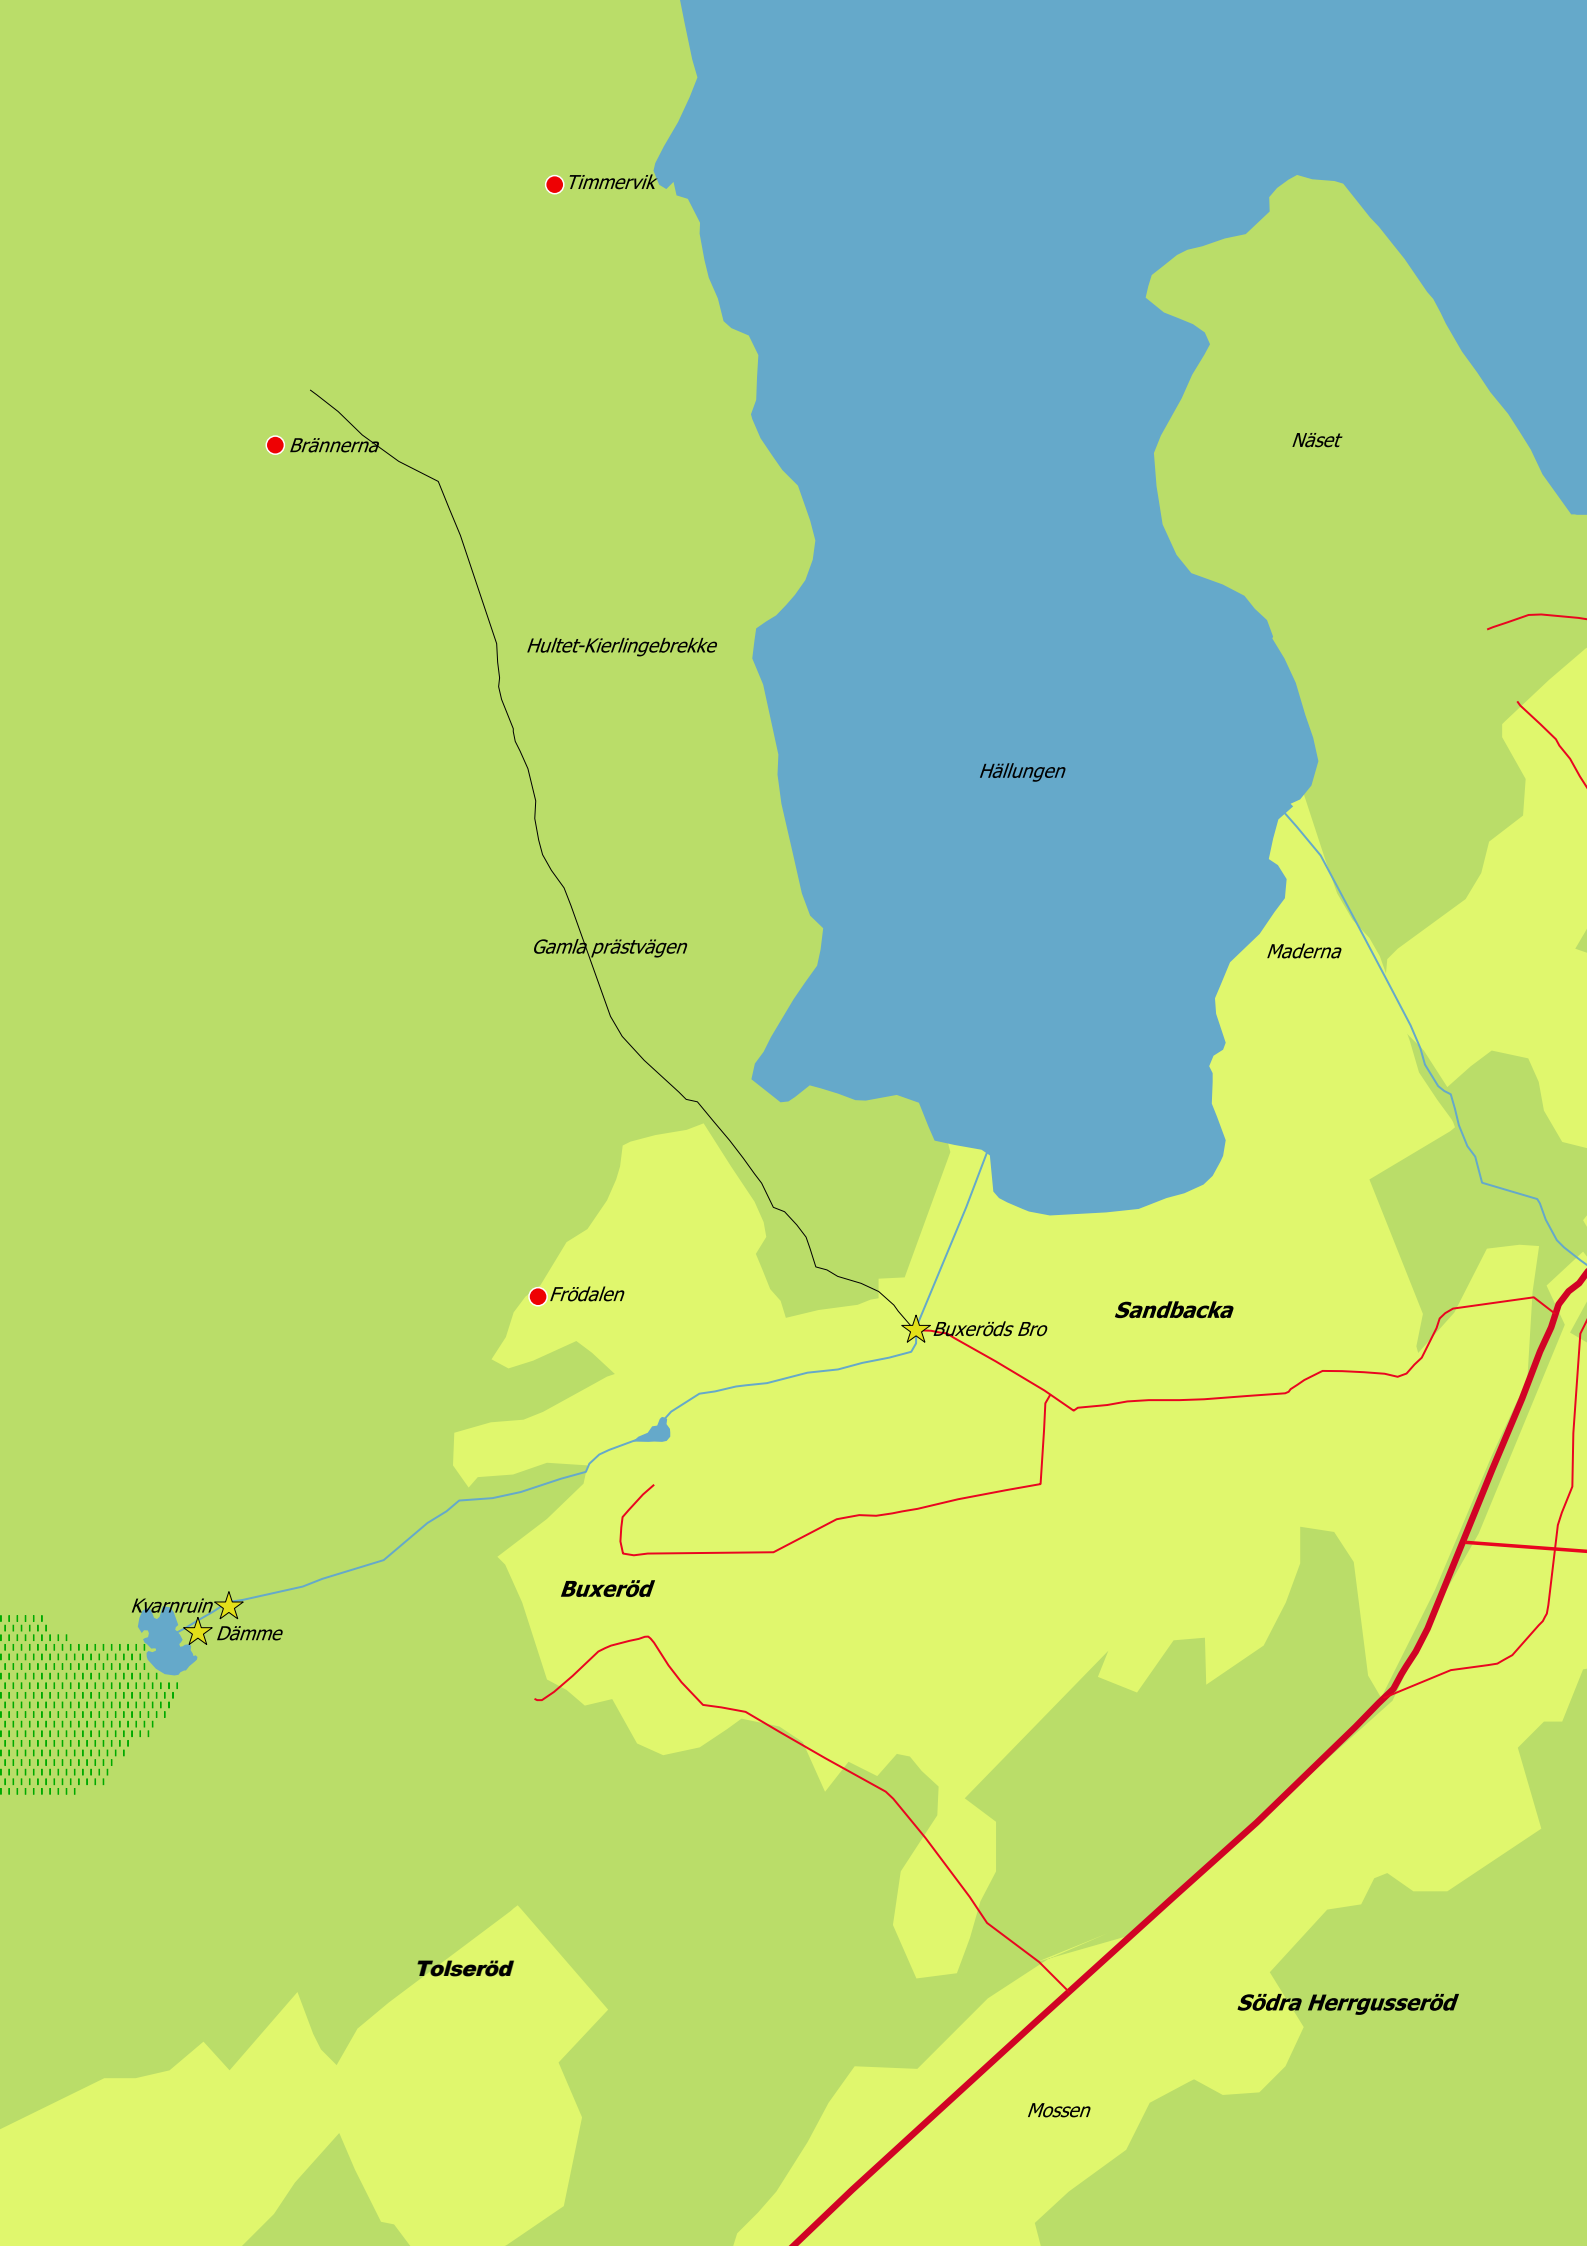 Timmervik
Näset
Brännerna
Hultet-Kierlingebrekke
Hällungen
Gamla prästvägen
Maderna
Frödalen
Sandbacka
Buxeröds Bro
Buxeröd
Kvarnruin
Dämme
Tolseröd
Södra Herrgusseröd
Mossen